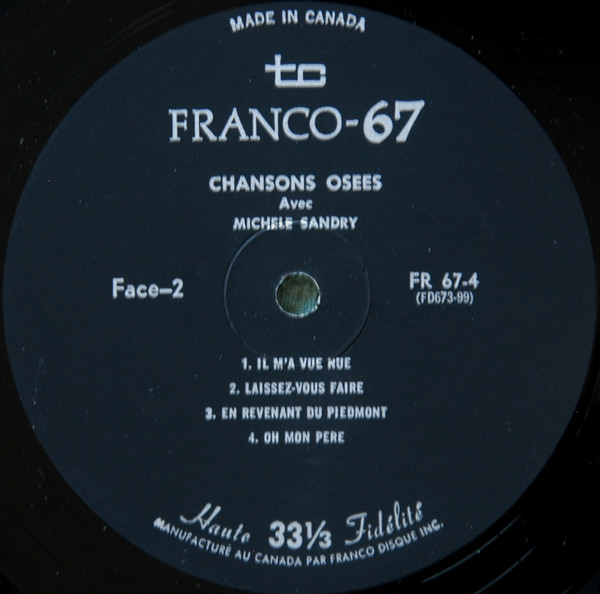 MADE IN CANADA
tc
FRANCO-67
CHANSONS OSEES
Avec
MICHELE SANDRY
Face-2
FR 67-4
(FD673-99)
1. IL M'A VUE NUE
2. LAISSEZ-VOUS FAIRE
3. EN REVENANT DU PIEDMONT
4. OH MON PERE
Haute 33⅓ Fidélité
MANUFACTURÉ AU CANADA PAR FRANCO DISQUE INC.